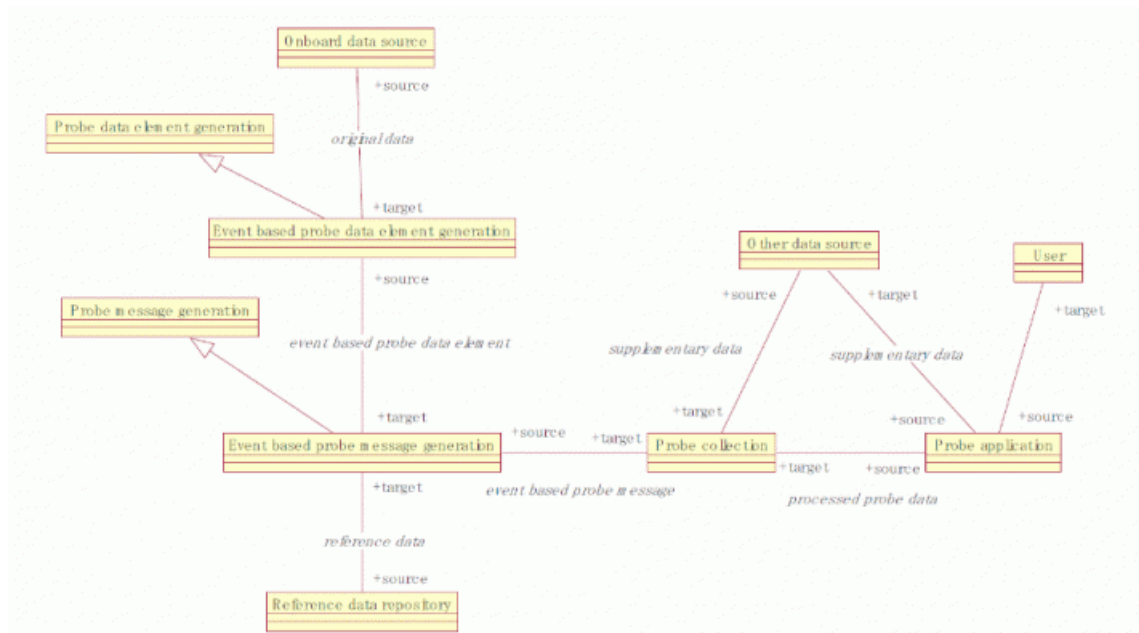 Onboard data source
+source
Probe data element generation
original data
+target
Event based probe data element generation
+source
Other data source
User
+source
+target
+target
Probe message generation
event based probe data element
supplementary data
supplementary data
+target
+target
+source
+source
+source
+target
Event based probe message generation
Probe collection
Probe application
+target
+target
+source
event based probe message
processed probe data
reference data
+source
Reference data repository